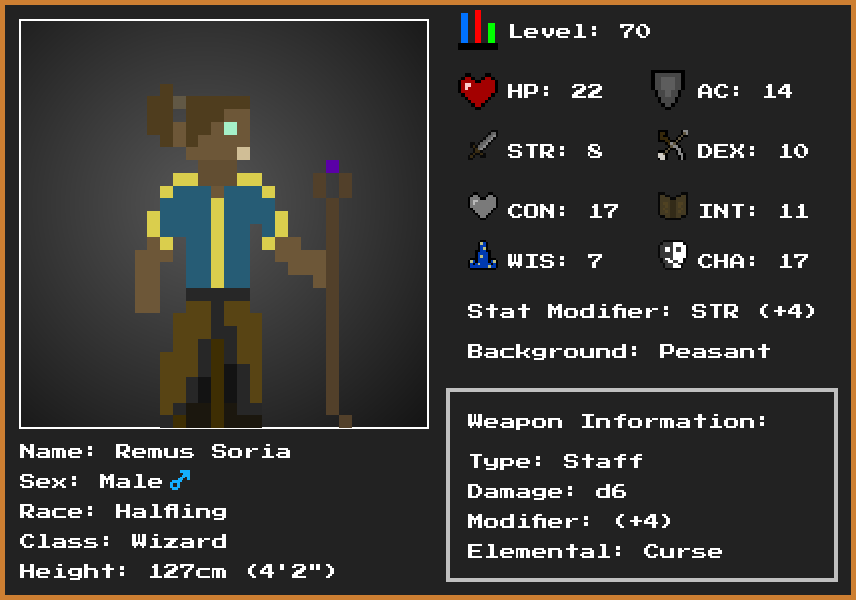 Level: 70
HP: 22
AC: 14
STR: 8
DEX: 10
CON: 17
INT: 11
WIS: 7
CHA: 17
Stat Modifier: STR (+4)
Background: Peasant
Weapon Information:
Type: Staff
Damage: d6
Modifier: (+4)
Elemental: Curse
Name: Remus Soria
Sex: Male ♂
Race: Halfling
Class: Wizard
Height: 127cm (4'2")